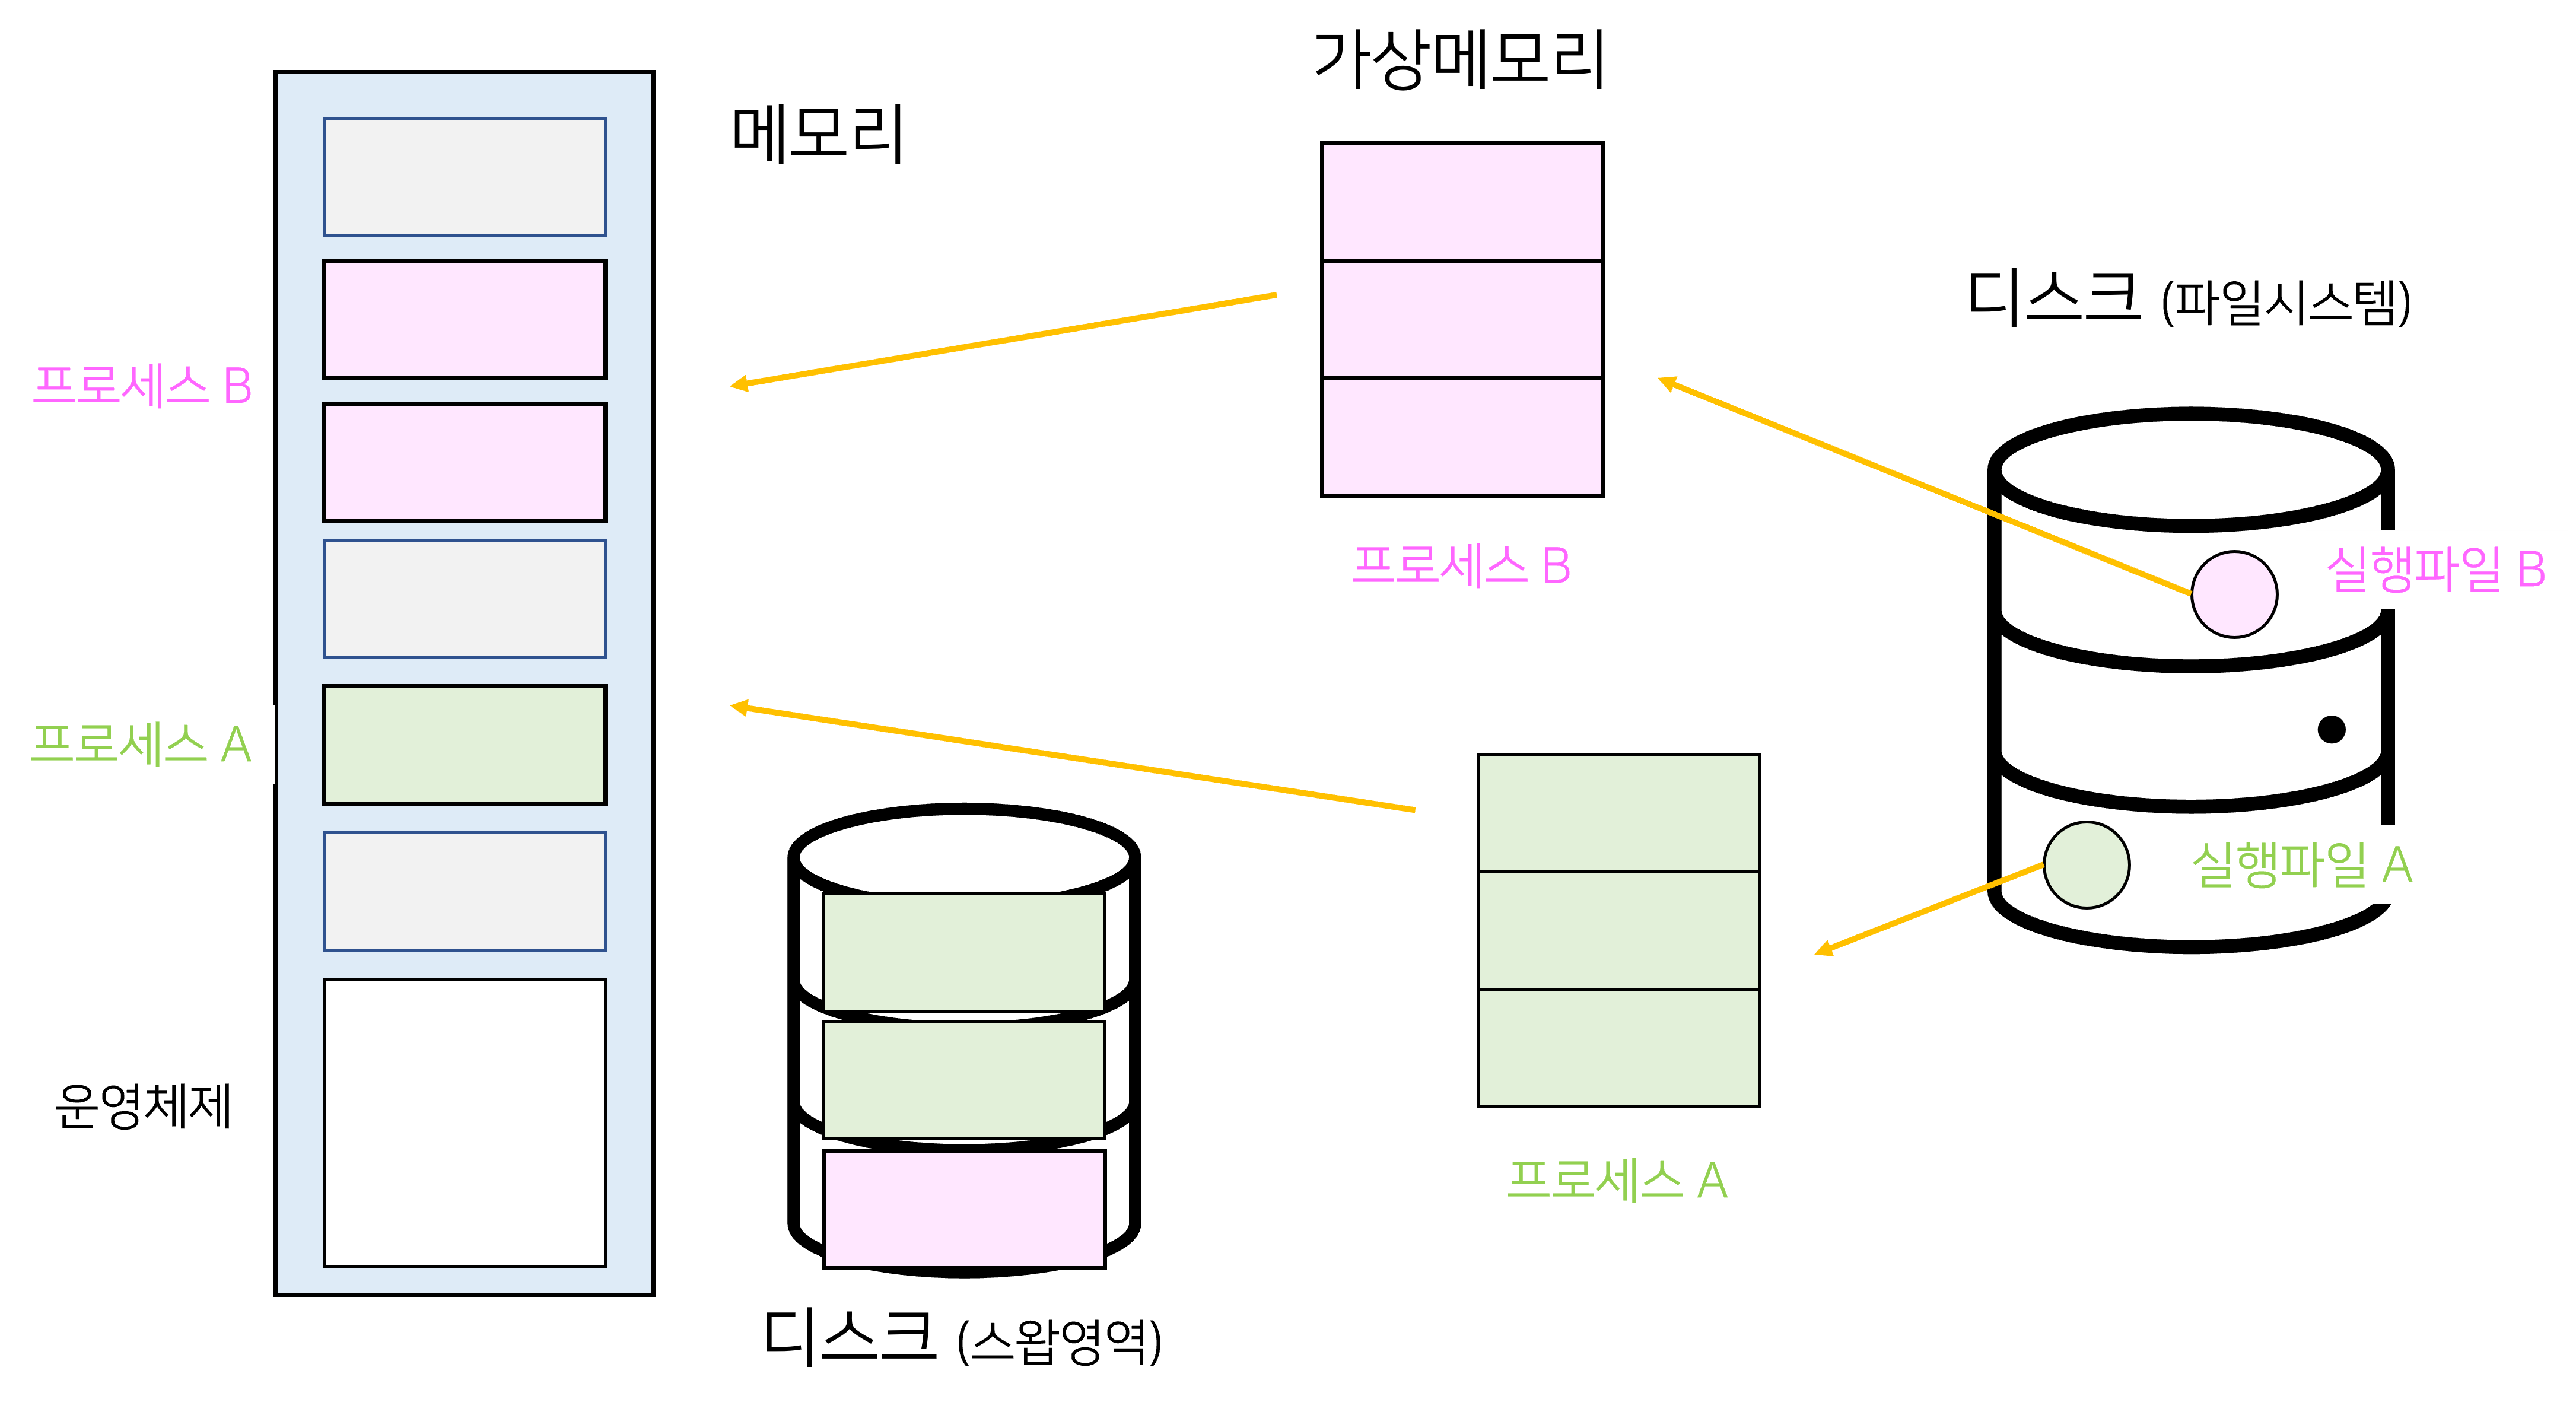 가상메모리
메모리
디스크 (파일시스템)
프로세스 B
프로세스 B
실행파일 B
프로세스 A
실행파일 A
운영체제
프로세스 A
디스크 (스왑영역)